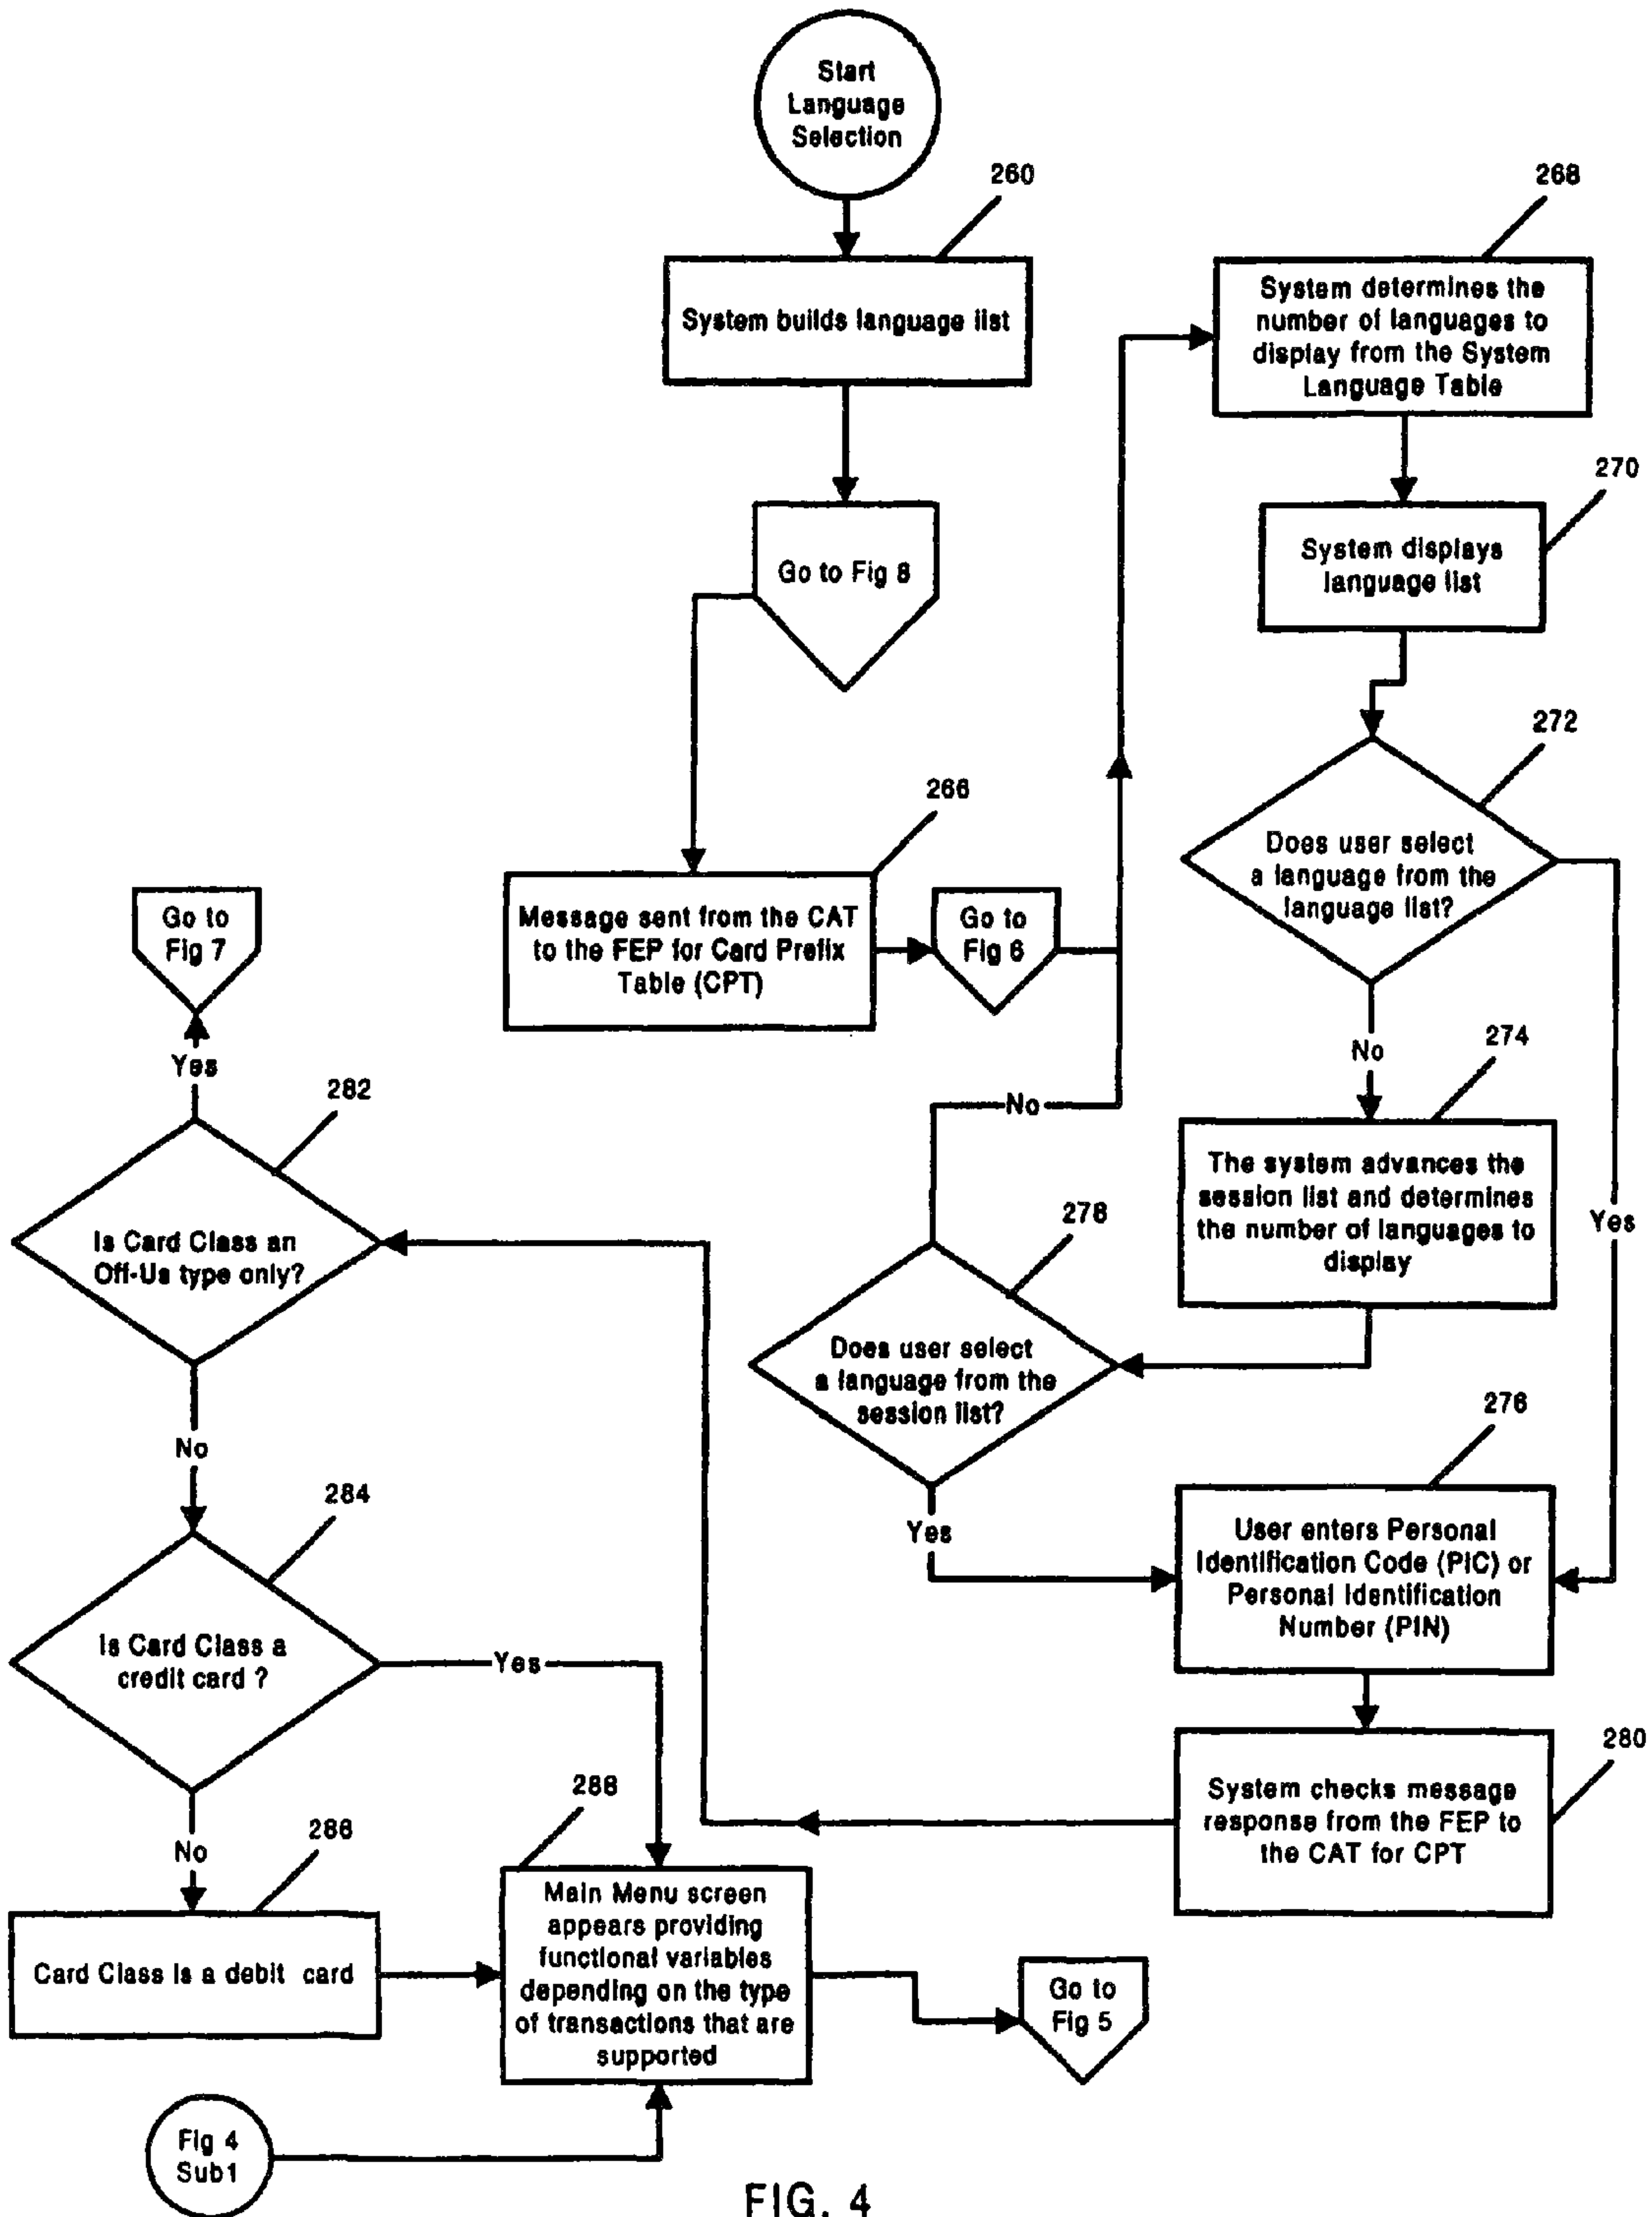 Start
Language
Selection
260
System builds language list
Go to Fig 8
268
System determines the
number of languages to
display from the System
Language Table
270
System displays
language list
272
Does user select
a language from the
language list?
266
Message sent from the CAT
to the FEP for Card Prefix
Table (CPT)
Go to
Fig 6
Go to
Fig 7
Yes
282
Is Card Class an
Off-Us type only?
No
No
274
The system advances the
session list and determines
the number of languages to
display
Yes
278
Does user select
a language from the
session list?
Yes
276
User enters Personal
Identification Code (PIC) or
Personal Identification
Number (PIN)
No
284
Is Card Class a
credit card ?
Yes
280
System checks message
response from the FEP to
the CAT for CPT
No
286
Card Class is a debit card
288
Main Menu screen
appears providing
functional variables
depending on the type
of transactions that are
supported
Go to
Fig 5
Fig 4
Sub1
FIG. 4